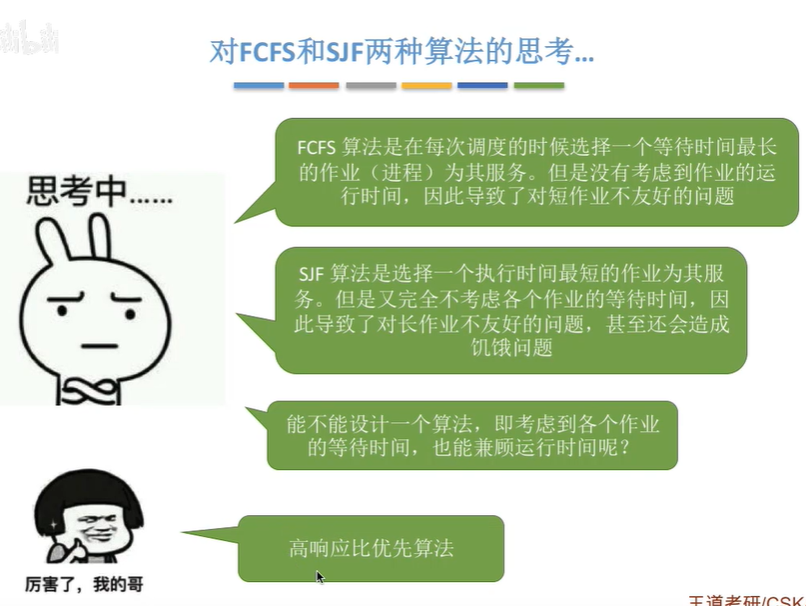 对FCFS和SJF两种算法的思考...
FCFS 算法是在每次调度的时候选择一个等待时间最长
的作业（进程）为其服务。但是没有考虑到作业的运
行时间，因此导致了对短作业不友好的问题
思考中......
SJF 算法是选择一个执行时间最短的作业为其服
务。但是又完全不考虑各个作业的等待时间，因
此导致了对长作业不友好的问题，甚至还会造成
饥饿问题
能不能设计一个算法，即考虑到各个作业
的等待时间，也能兼顾运行时间呢？
高响应比优先算法
厉害了，我的哥
王道考研/CSK